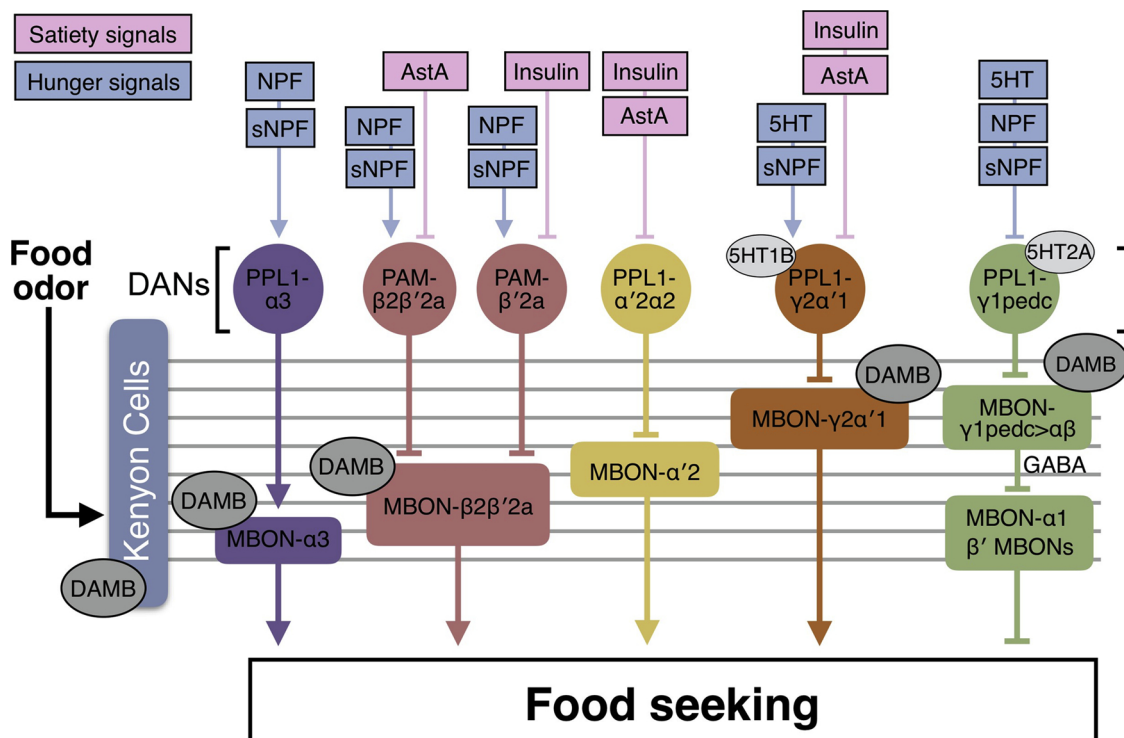 Satiety signals
Hunger signals
NPF
sNPF
AstA
NPF
sNPF
Insulin
NPF
sNPF
Insulin
AstA
Insulin
AstA
5HT
sNPF
5HT
NPF
sNPF
Food
odor
DANs
PPL1-
α3
PAM-
β2β′2a
PAM-
β′2a
PPL1-
α′2α2
5HT1B
PPL1-
γ2α′1
5HT2A
PPL1-
γ1pedc
Kenyon Cells
DAMB
DAMB
MBON-α3
DAMB
MBON-β2β′2a
MBON-α′2
DAMB
MBON-γ2α′1
DAMB
MBON-
γ1pedc>αβ
GABA
MBON-α1
β′ MBONs
Food seeking